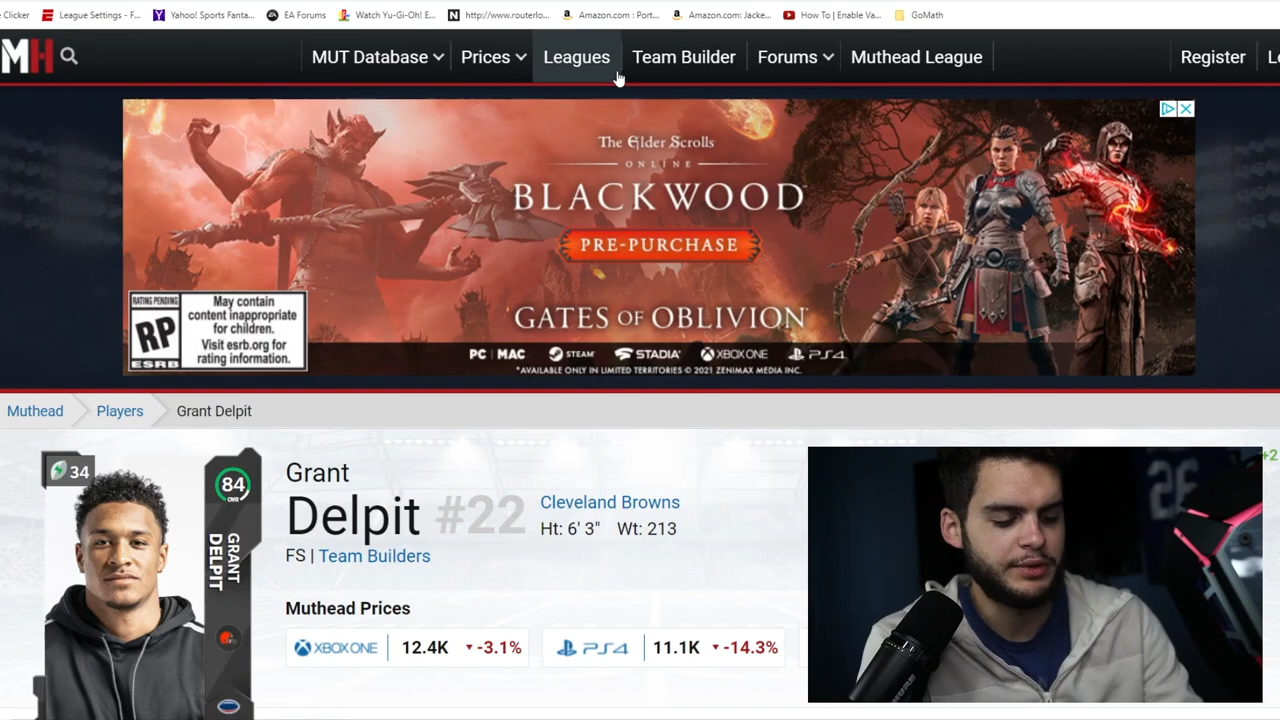 e Clicker League Settings - F... Yahoo! Sports Fanta... EA Forums Watch Yu-Gi-Oh! E... http://www.routerlo... Amazon.com : Port... Amazon.com: Jacke... How To | Enable Va... GoMath
MH MUT Database Prices Leagues Team Builder Forums Muthead League Register Lo
The Elder Scrolls
ONLINE
BLACKWOOD
PRE-PURCHASE
GATES OF OBLIVION
RATING PENDING
RP
ESRB
May contain
content inappropriate
for children.
Visit esrb.org for
rating information.
PC | MAC STEAM STADIA XBOX ONE PS4
*AVAILABLE ONLY IN LIMITED TERRITORIES © 2021 ZENIMAX MEDIA INC.
Muthead Players Grant Delpit
34
84
OVR
GRANT
DELPIT
Grant
Delpit #22
Cleveland Browns
Ht: 6' 3" Wt: 213
FS | Team Builders
Muthead Prices
XBOX ONE 12.4K -3.1% PS4 11.1K -14.3%
+2
26